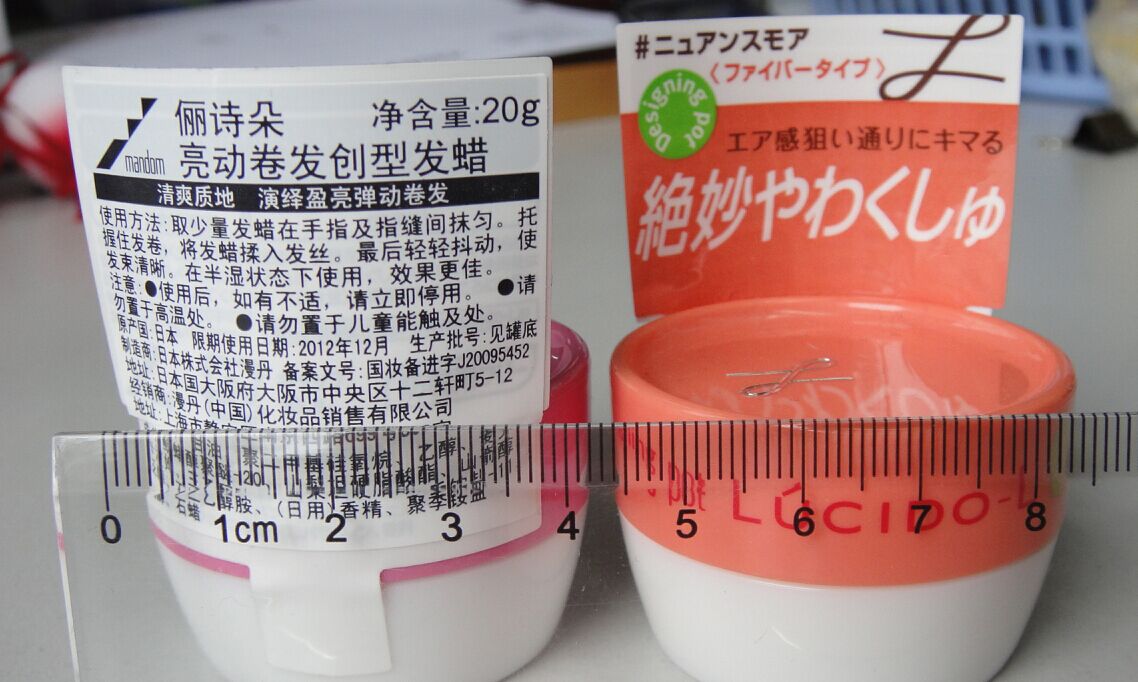 俪诗朵 净含量:20g
mandom 亮动卷发创型发蜡
清爽质地 演绎盈亮弹动卷发
使用方法:取少量发蜡在手指及指缝间抹匀。托
握住发卷，将发蜡揉入发丝。最后轻轻抖动，使
发束清晰。在半湿状态下使用，效果更佳。
注意:●使用后，如有不适，请立即停用。 ●请
勿置于高温处。 ●请勿置于儿童能触及处。
原产国:日本 限期使用日期:2012年12月 生产批号:见罐底
制造商:日本株式会社漫丹 备案文号:国妆备进字J20095452
地址:日本国大阪府大阪市中央区十二轩町5-12
经销商:漫丹(中国)化妆品销售有限公司
地址:上海市
(日用)香精、聚季铵盐
#ニュアンスモア
〈ファイバータイプ〉
Designing pot
エア感狙い通りにキマる
絶妙やわくしゅ
LÚCIDO-L
0 1cm 2 3 4 5 6 7 8